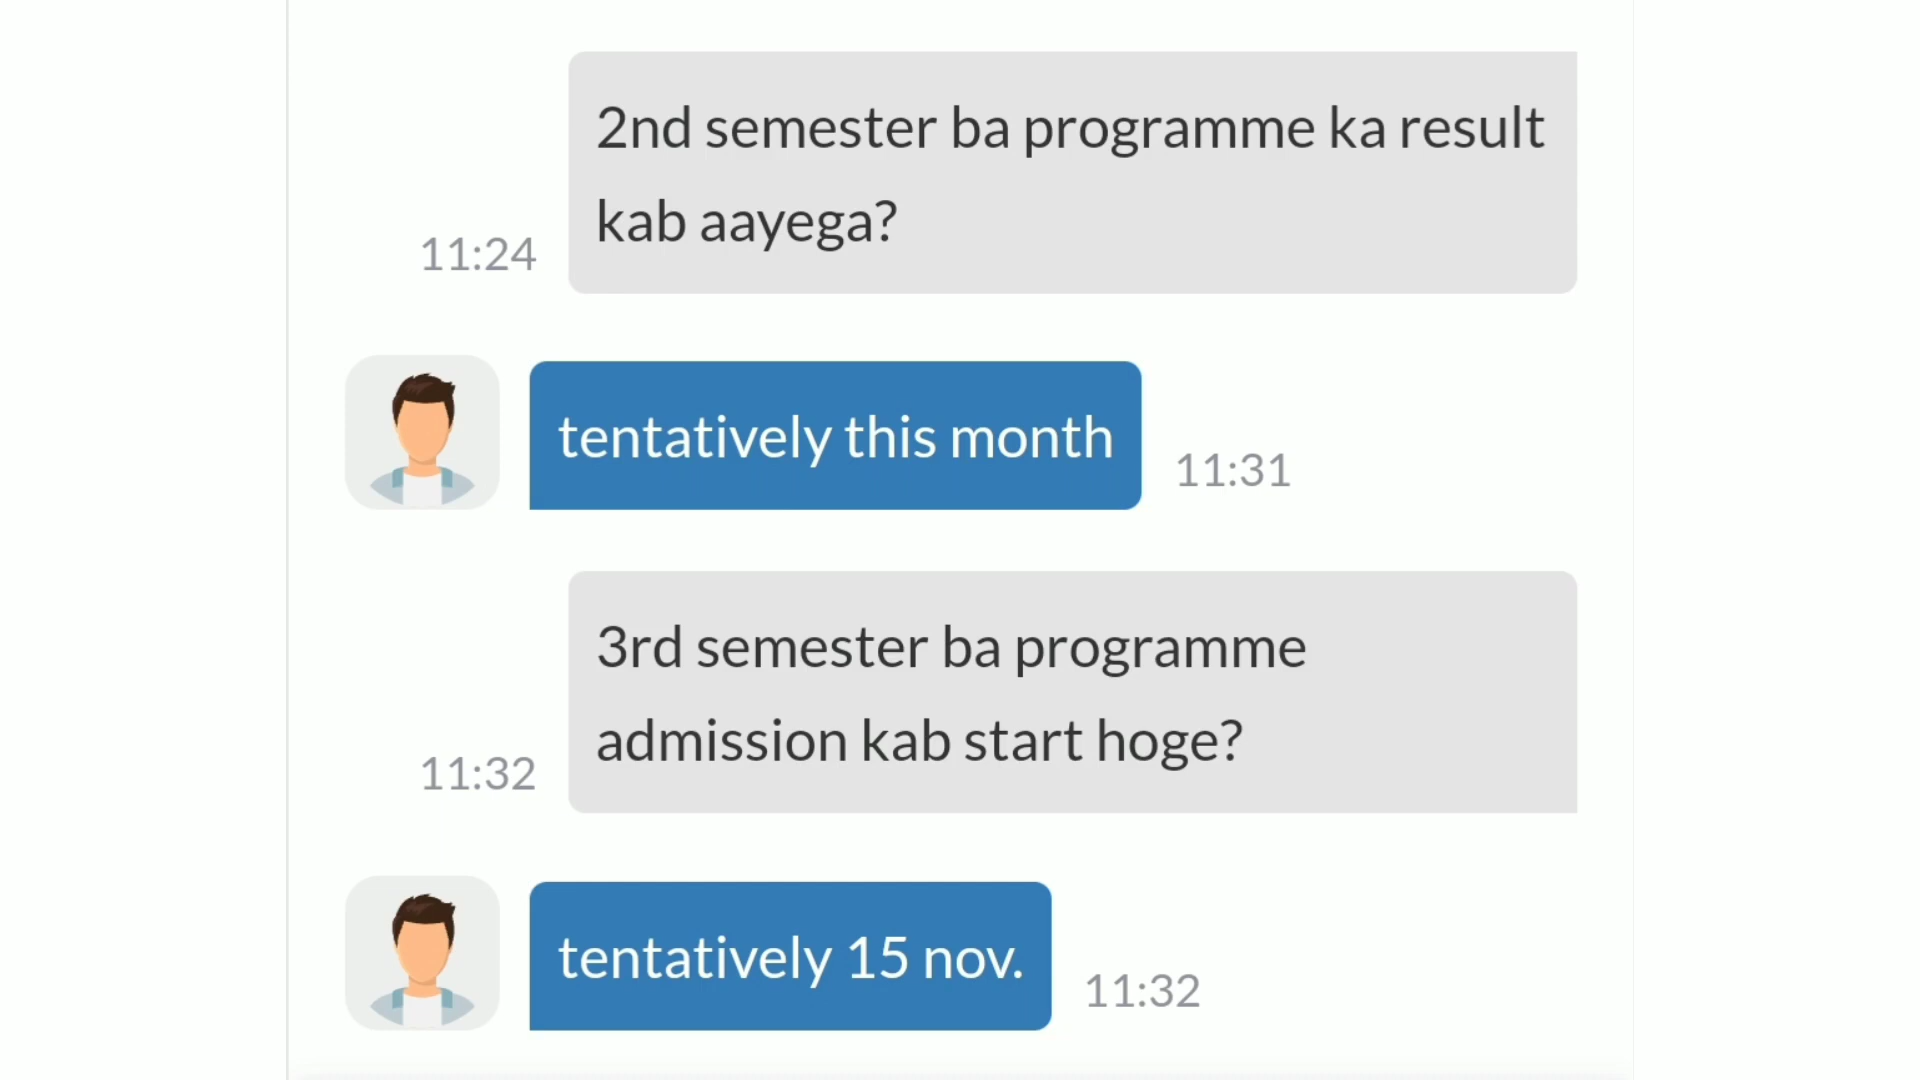 2nd semester ba programme ka result
kab aayega?
11:24
tentatively this month
11:31
3rd semester ba programme
admission kab start hoge?
11:32
tentatively 15 nov.
11:32